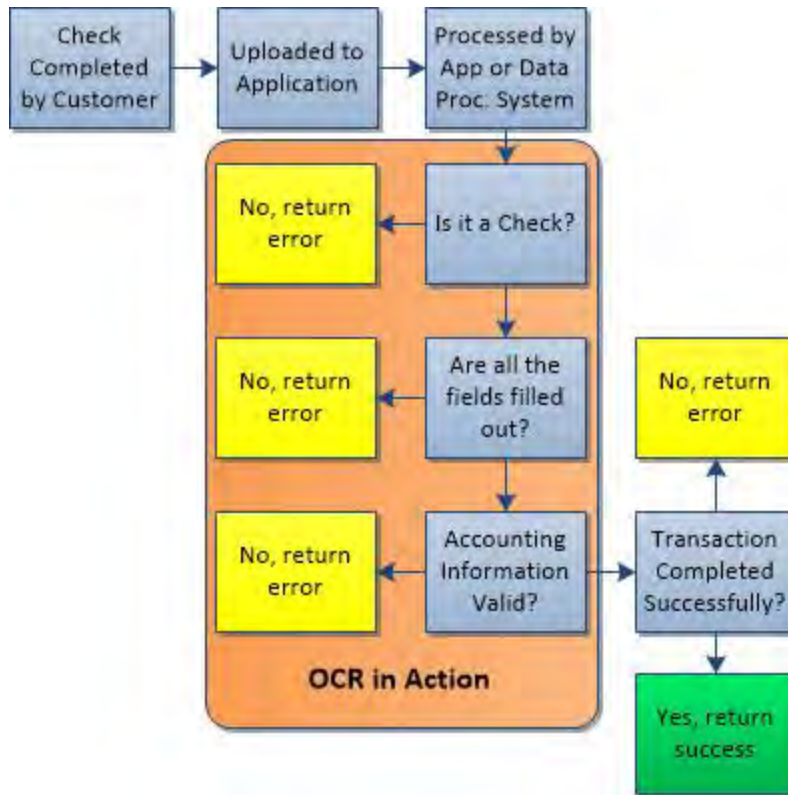 Check
Completed
by Customer
Uploaded to
Application
Processed by
App or Data
Proc. System
No, return
error
Is it a Check?
No, return
error
Are all the
fields filled
out?
No, return
error
No, return
error
Accounting
Information
Valid?
Transaction
Completed
Successfully?
OCR in Action
Yes, return
success